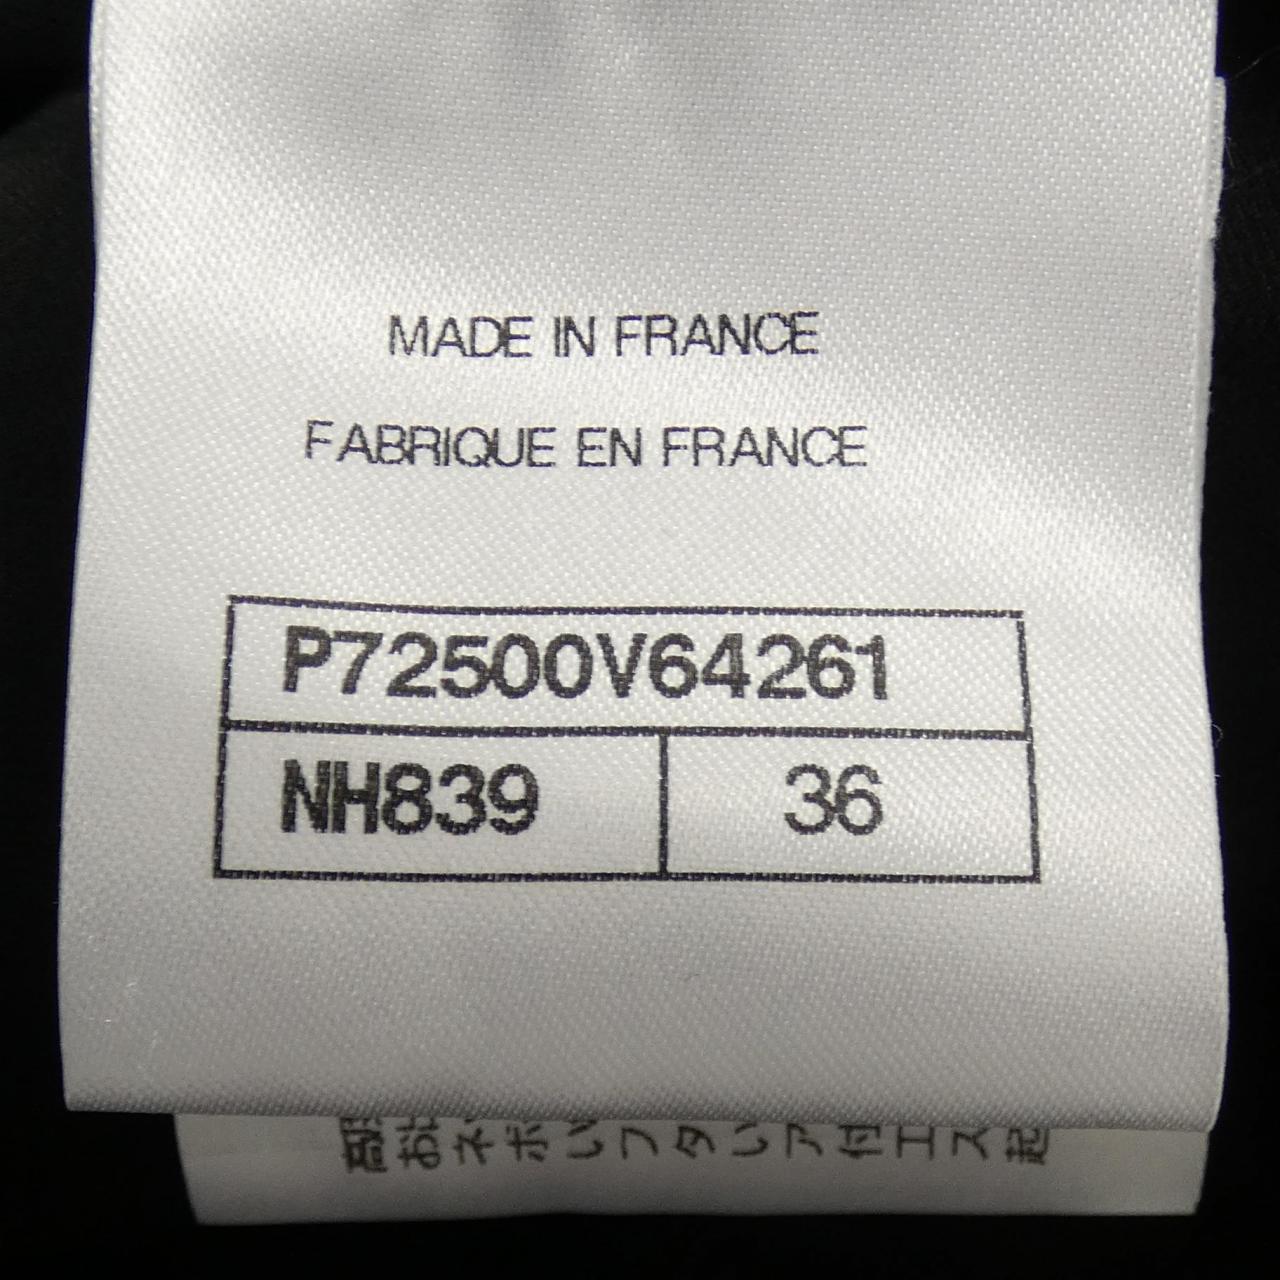 MADE IN FRANCE
FABRIQUE EN FRANCE
P72500V64261
NH839 36